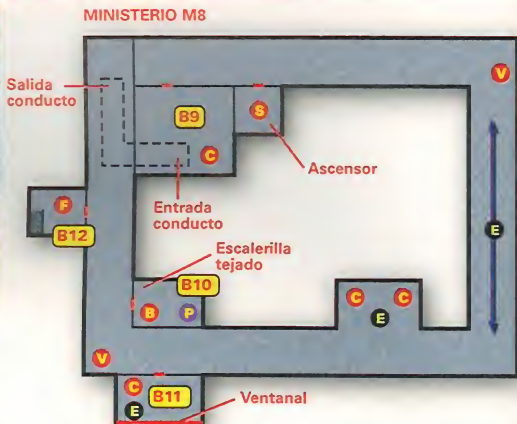 MINISTERIO M8
V
Salida
conducto
B9
S
C
Ascensor
Entrada
conducto
F
B12
E
Escalerilla
tejado
B10
B
P
C
C
E
V
C
B11
E
Ventanal